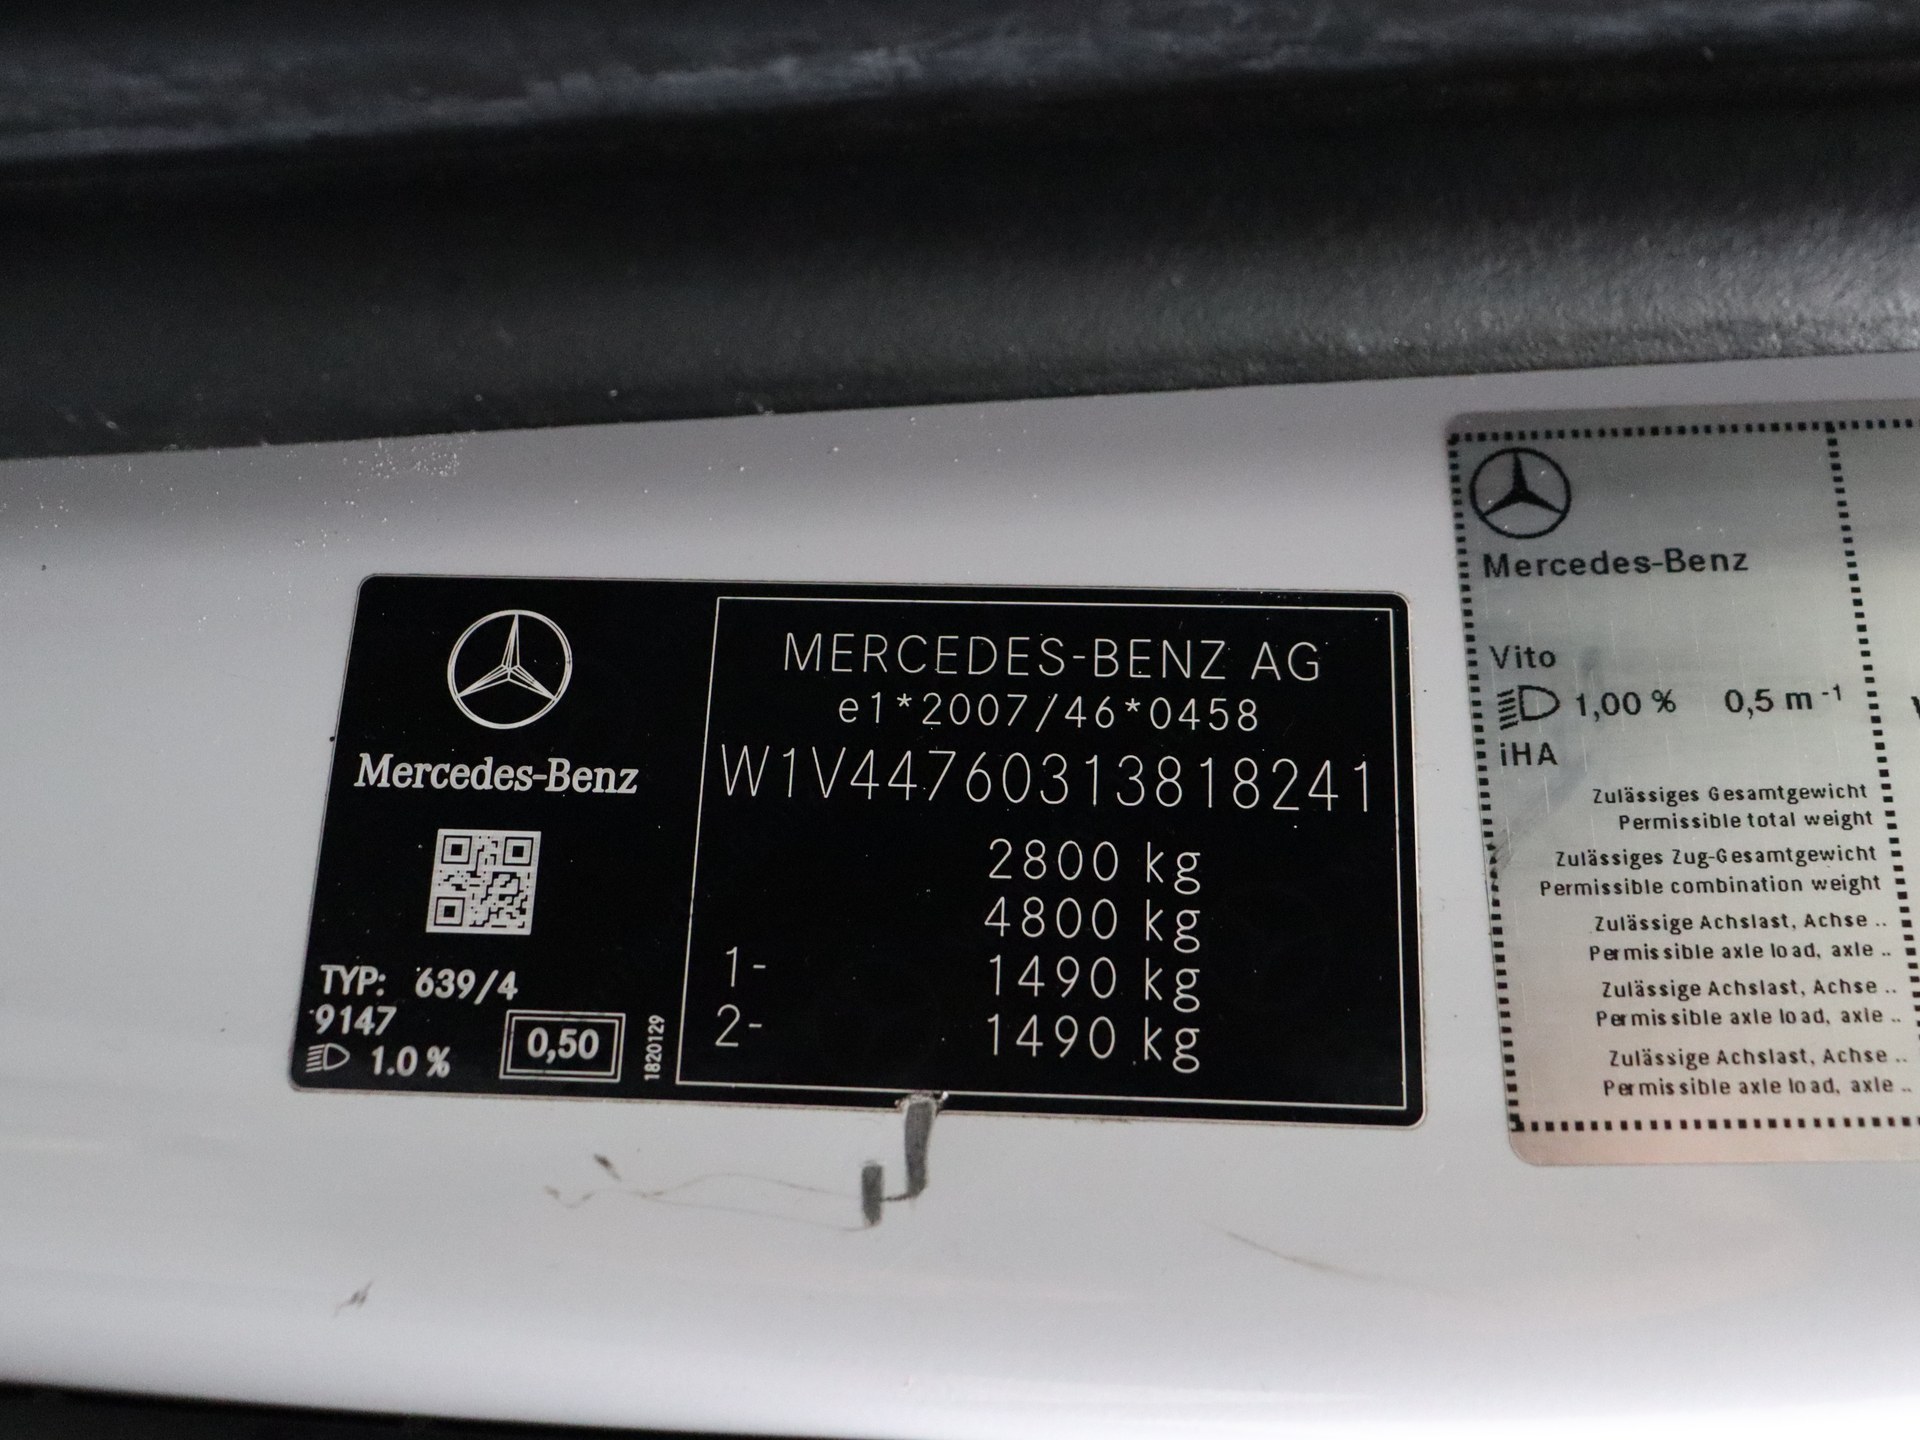 Mercedes-Benz
TYP: 639/4
9147
1.0 %
0,50
1820129
MERCEDES-BENZ AG
e1*2007/46*0458
W1V44760313818241
2800 kg
4800 kg
1- 1490 kg
2- 1490 kg
Mercedes-Benz
Vito
1,00 % 0,5 m -1
iHA
Zulässiges Gesamtgewicht
Permissible total weight
Zulässiges Zug-Gesamtgewicht
Permissible combination weight
Zulässige Achslast, Achse ..
Permissible axle load, axle ..
Zulässige Achslast, Achse ..
Permissible axle load, axle ..
Zulässige Achslast, Achse ..
Permissible axle load, axle ..